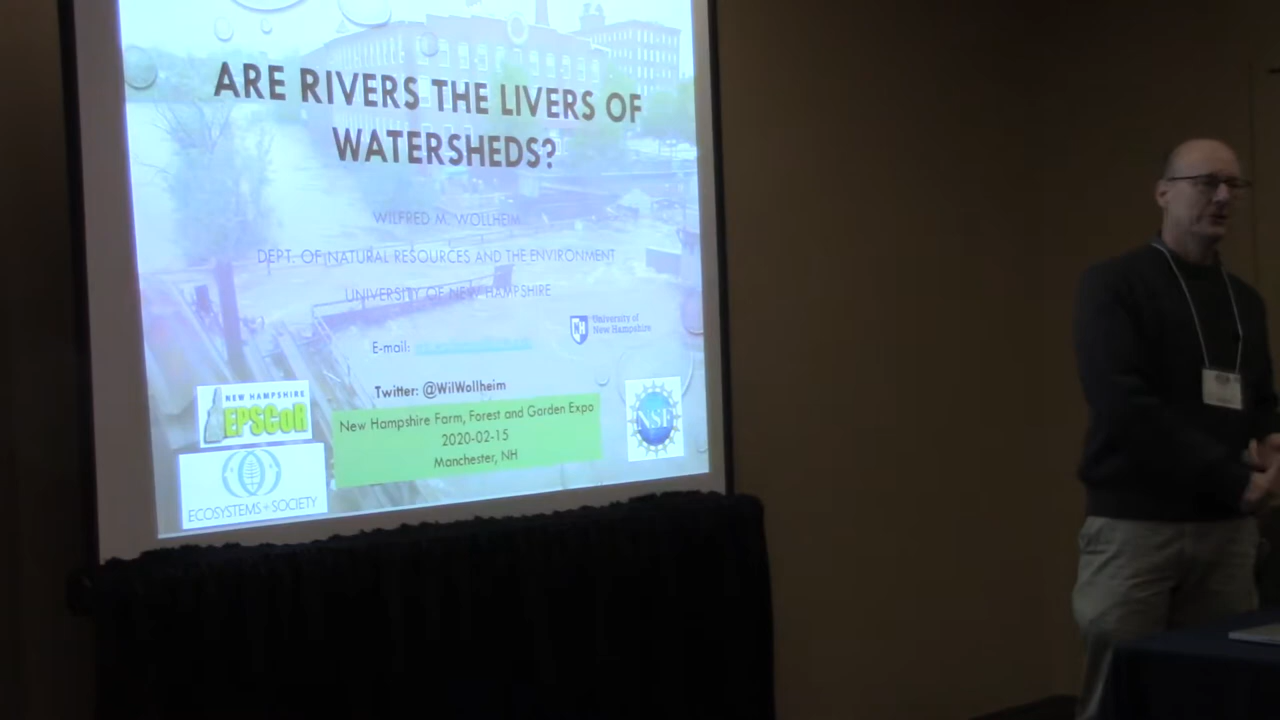 ARE RIVERS THE LIVERS OF
WATERSHEDS?
WILFRED M. WOLLHEIM
DEPT. OF NATURAL RESOURCES AND THE ENVIRONMENT
UNIVERSITY OF NEW HAMPSHIRE
NH
University of
New Hampshire
E-mail:
Twitter: @WilWollheim
NEW HAMPSHIRE
EPSCoR
New Hampshire Farm, Forest and Garden Expo
2020-02-15
Manchester, NH
NSF
ECOSYSTEMS + SOCIETY